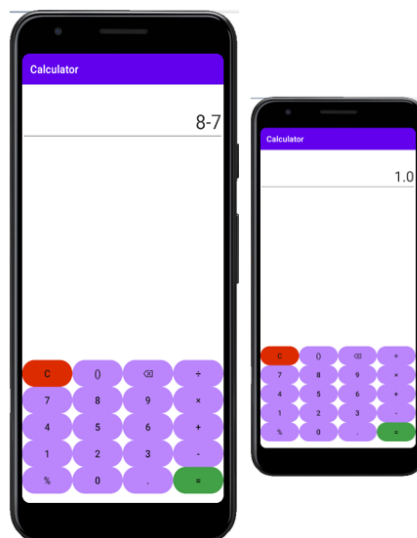 Calculator
8-7
C () ⌫ ÷
7 8 9 ×
4 5 6 +
1 2 3 -
% 0 . =
Calculator
1.0
C () ⌫ ÷
7 8 9 ×
4 5 6 +
1 2 3 -
% 0 . =